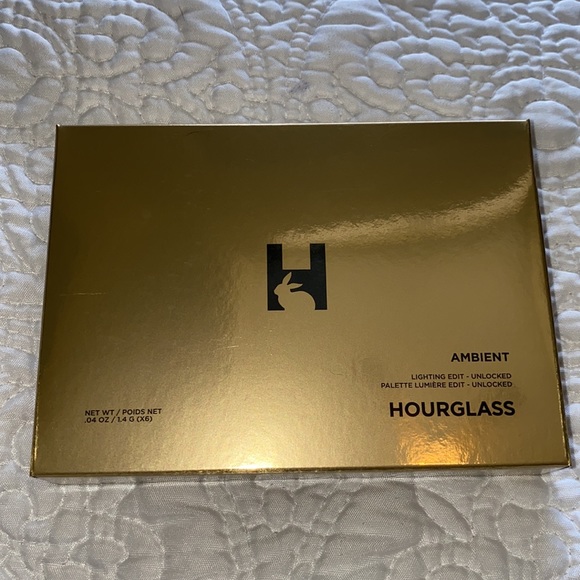 H
AMBIENT
LIGHTING EDIT - UNLOCKED
PALETTE LUMIÈRE EDIT - UNLOCKED
HOURGLASS
NET WT / POIDS NET
.04 OZ / 1.4 G (X6)